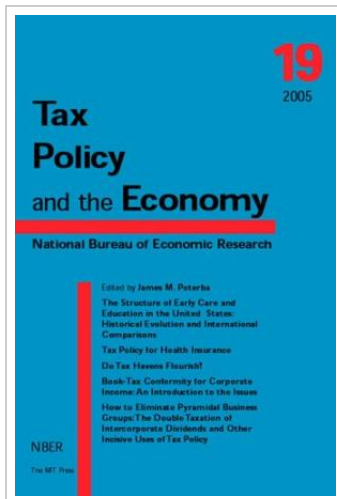 19
2005
Tax
Policy
and the Economy
National Bureau of Economic Research
Edited by James M. Poterba
The Structure of Early Care and
Education in the United States:
Historical Evolution and International
Comparisons
Tax Policy for Health Insurance
Do Tax Havens Flourish?
Book-Tax Conformity for Corporate
Income: An Introduction to the Issues
How to Eliminate Pyramidal Business
Groups: The Double Taxation of
Intercorporate Dividends and Other
Incisive Uses of Tax Policy
NBER
The MIT Press